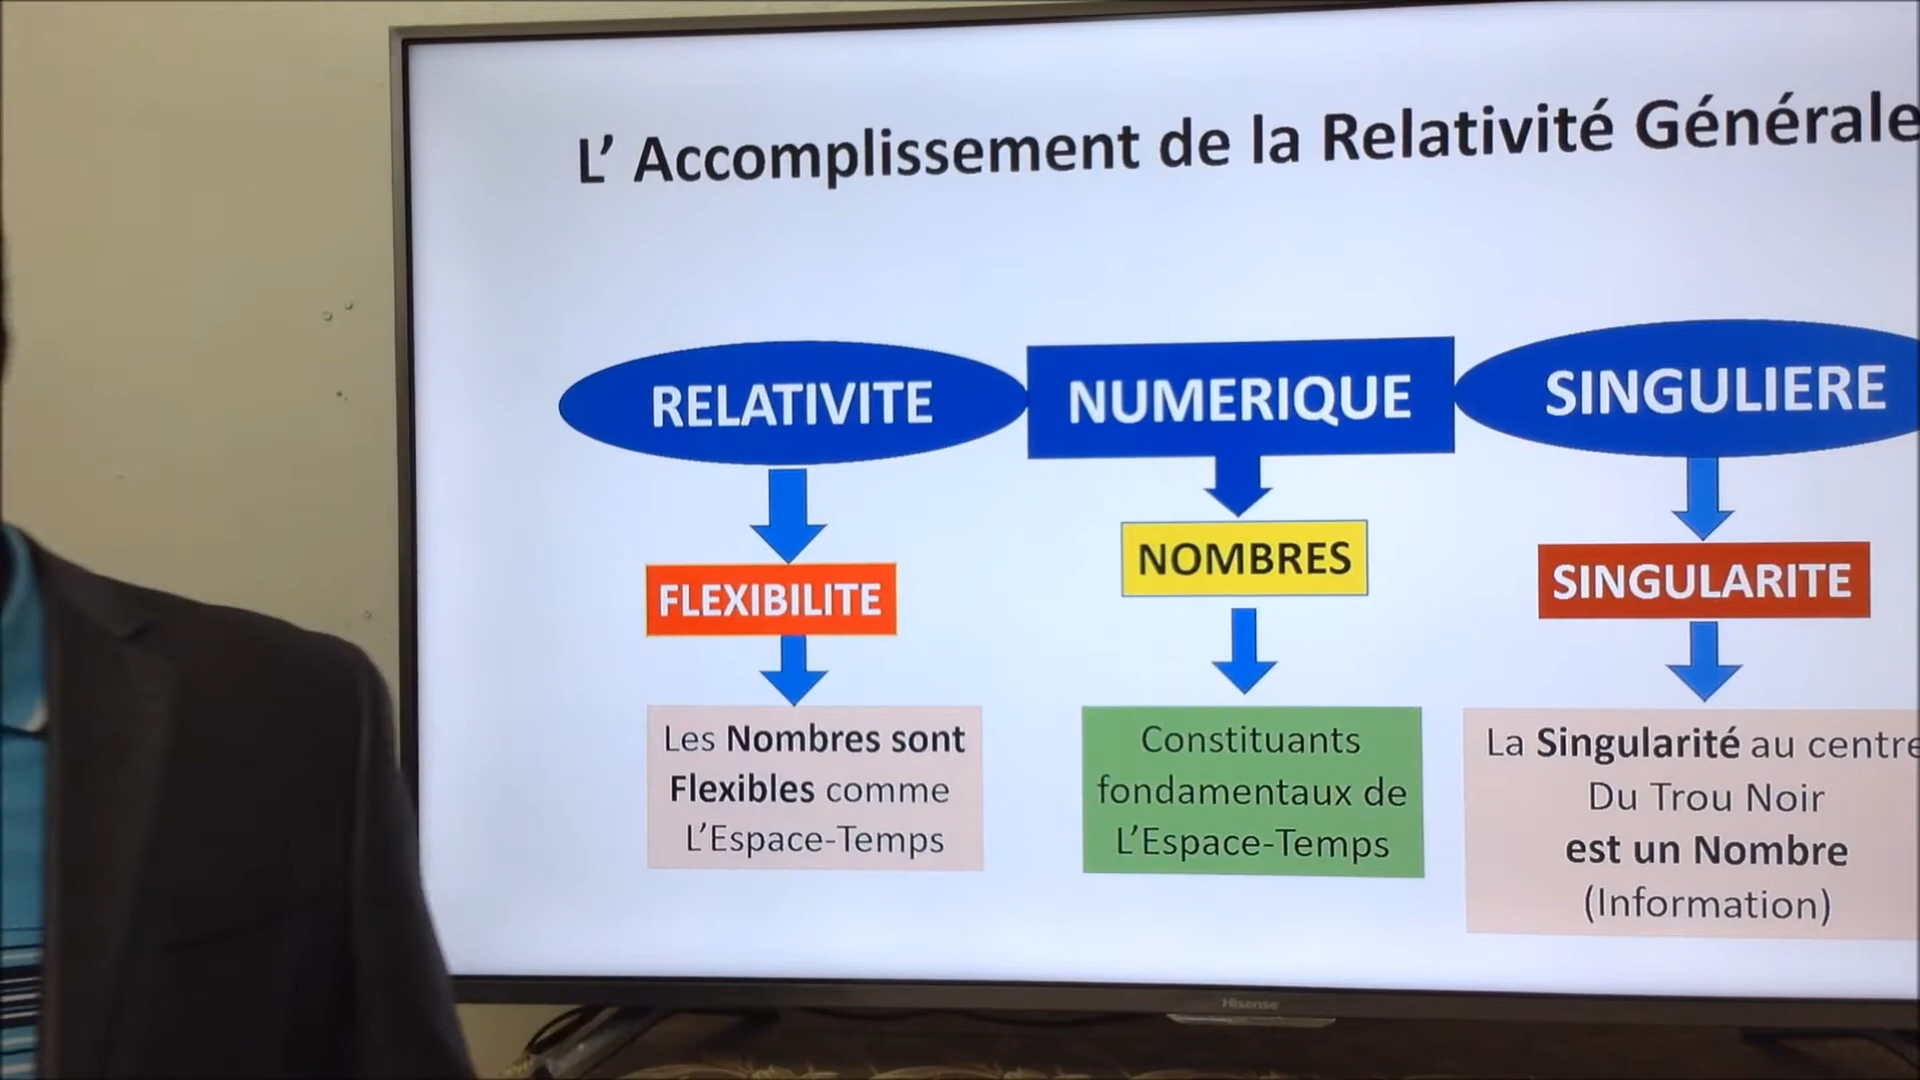 L' Accomplissement de la Relativité Générale
RELATIVITE
NUMERIQUE
SINGULIERE
FLEXIBILITE
NOMBRES
SINGULARITE
Les Nombres sont
Flexibles comme
L'Espace-Temps
Constituants
fondamentaux de
L'Espace-Temps
La Singularité au centre
Du Trou Noir
est un Nombre
(Information)
Hisense